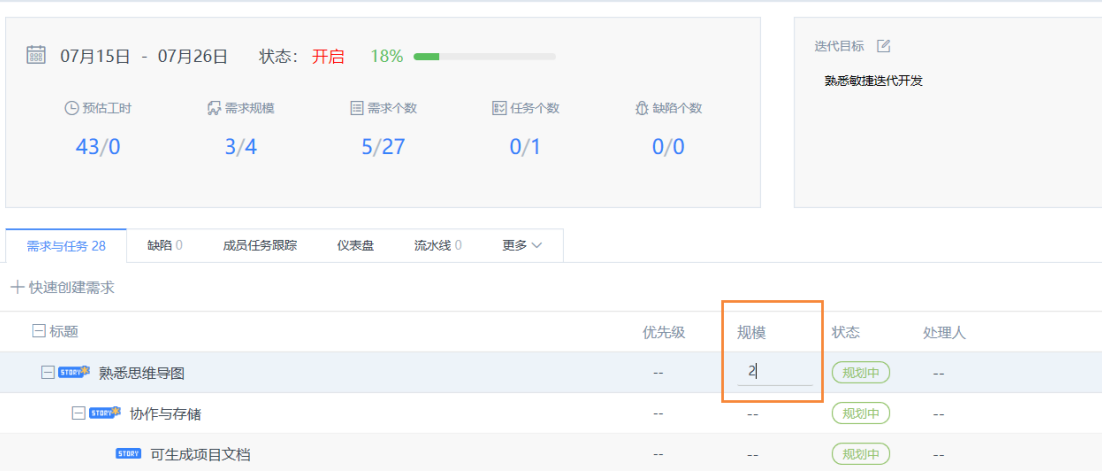 07月15日 - 07月26日 状态： 开启 18%
预估工时 需求规模 需求个数 任务个数 缺陷个数
43/0 3/4 5/27 0/1 0/0
迭代目标
熟悉敏捷迭代开发
需求与任务 28 缺陷 0 成员任务跟踪 仪表盘 流水线 0 更多
快速创建需求
标题 优先级 规模 状态 处理人
STORY 熟悉思维导图 -- 2 规划中 --
STORY 协作与存储 -- -- 规划中 --
STORY 可生成项目文档 -- -- 规划中 --